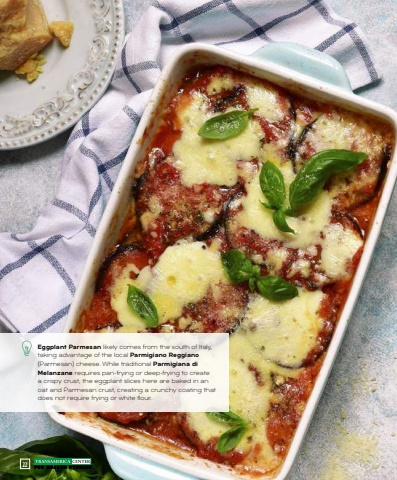 Eggplant Parmesan likely comes from the south of Italy,
taking advantage of the local Parmigiano Reggiano
(Parmesan) cheese. While traditional Parmigiana di
Melanzane requires pan-frying or deep-frying to create
a crispy crust, the eggplant slices here are baked in an
oat and Parmesan crust, creating a crunchy coating that
does not require frying or white flour.
22 TRANSAMERICA CENTER